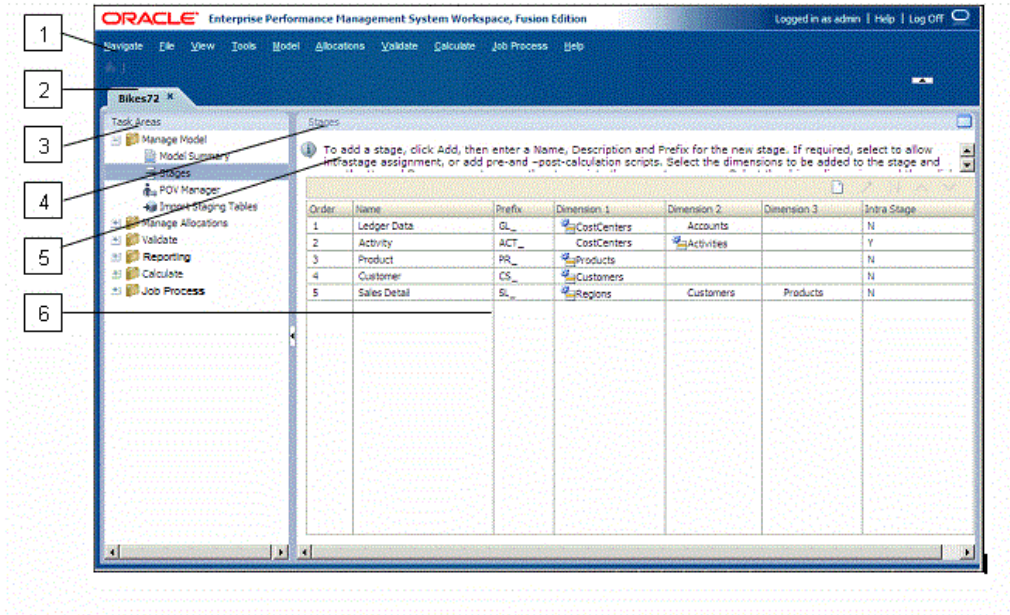 ORACLE Enterprise Performance Management System Workspace, Fusion Edition
Logged in as admin | Help | Log Off
Navigate File View Tools Model Allocations Validate Calculate Job Process Help
Bikes72 ×
1
2
3
4
5
6
Task Areas
Manage Model
Model Summary
Stages
POV Manager
Import Staging Tables
Manage Allocations
Validate
Reporting
Calculate
Job Process
Stages
To add a stage, click Add, then enter a Name, Description and Prefix for the new stage. If required, select to allow
intrastage assignment, or add pre-and -post-calculation scripts. Select the dimensions to be added to the stage and
Order Name Prefix Dimension 1 Dimension 2 Dimension 3 Intra Stage
1 Ledger Data GL_ CostCenters Accounts N
2 Activity ACT_ CostCenters Activities Y
3 Product PR_ Products N
4 Customer CS_ Customers N
5 Sales Detail SL_ Regions Customers Products N